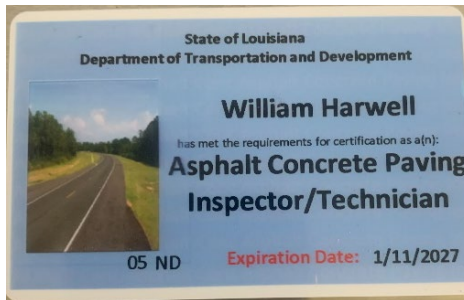 State of Louisiana
Department of Transportation and Development
William Harwell
has met the requirements for certification as a(n):
Asphalt Concrete Paving
Inspector/Technician
05 ND
Expiration Date: 1/11/2027